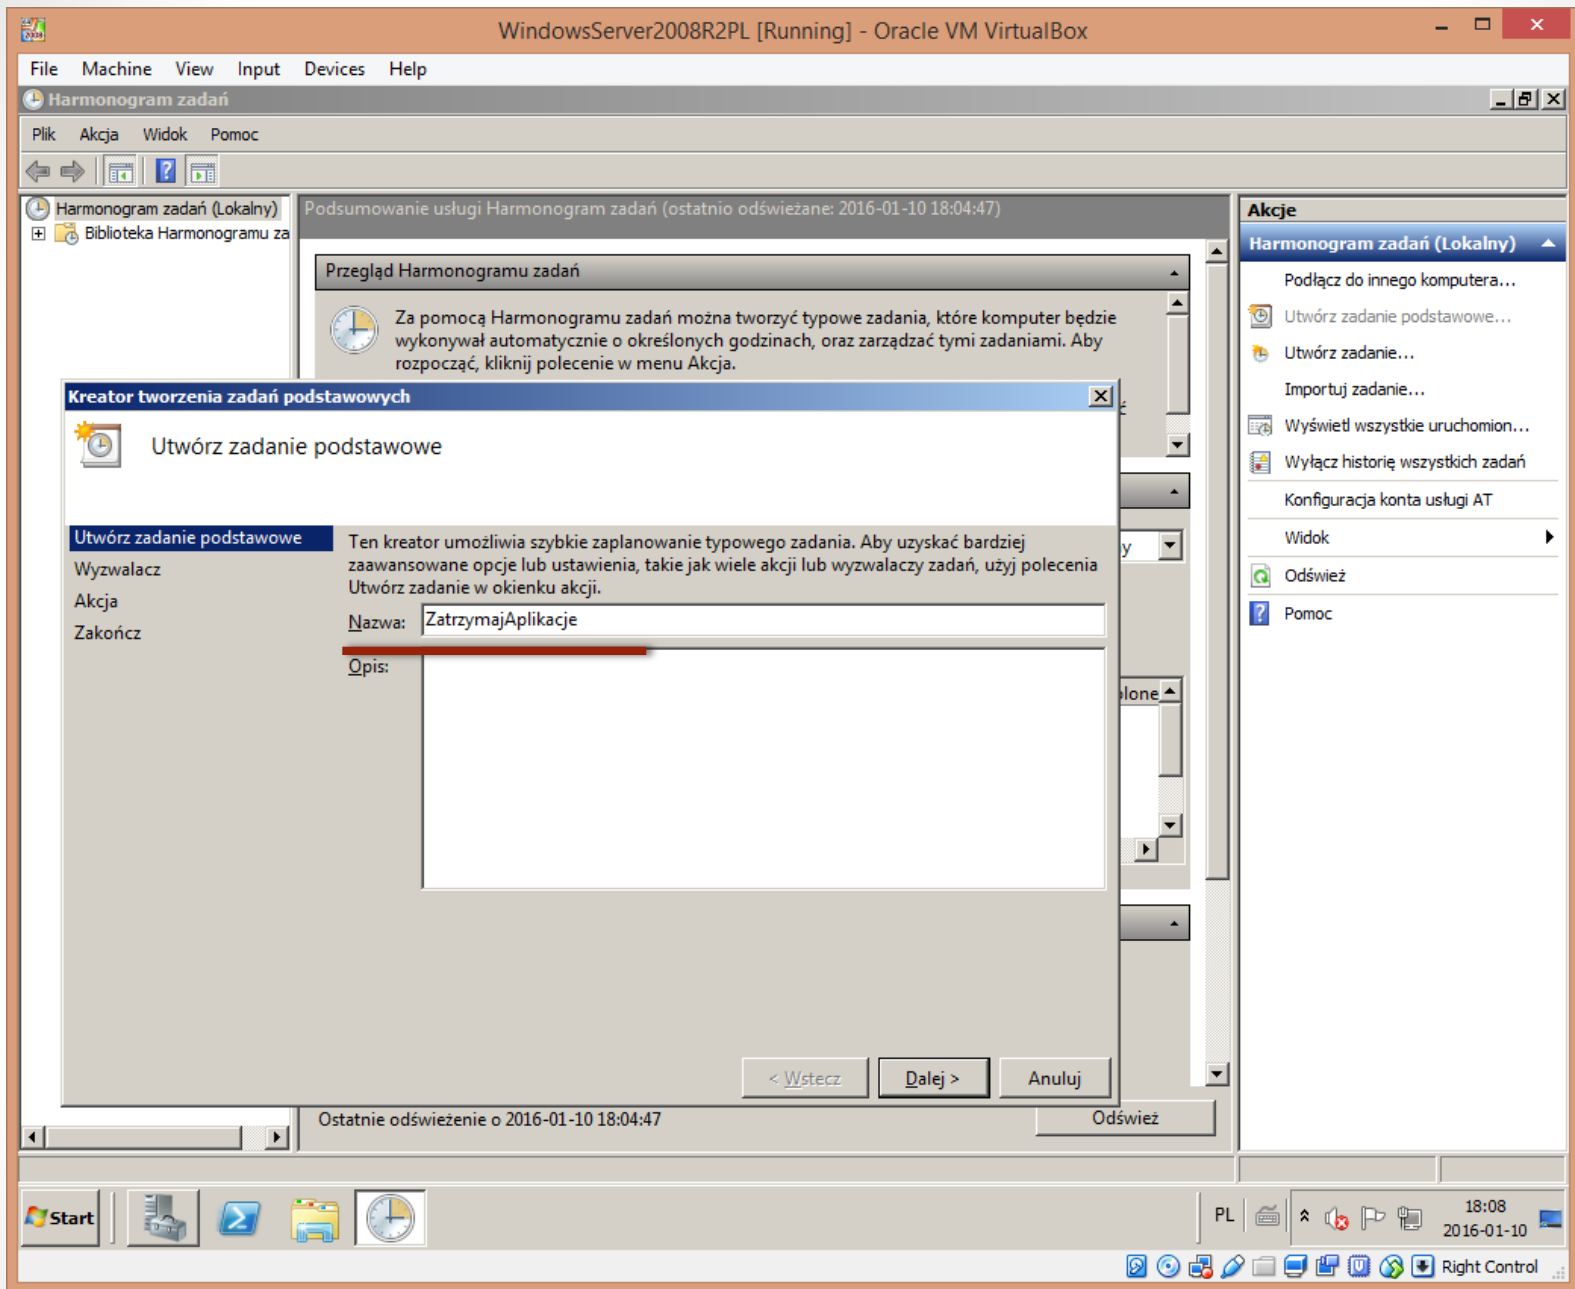 WindowsServer2008R2PL [Running] - Oracle VM VirtualBox
File Machine View Input Devices Help
Harmonogram zadań
Plik Akcja Widok Pomoc
Harmonogram zadań (Lokalny)
Biblioteka Harmonogramu za
Podsumowanie usługi Harmonogram zadań (ostatnio odświeżane: 2016-01-10 18:04:47)
Przegląd Harmonogramu zadań
Za pomocą Harmonogramu zadań można tworzyć typowe zadania, które komputer będzie
wykonywał automatycznie o określonych godzinach, oraz zarządzać tymi zadaniami. Aby
rozpocząć, kliknij polecenie w menu Akcja.
Kreator tworzenia zadań podstawowych
Utwórz zadanie podstawowe
Utwórz zadanie podstawowe
Wyzwalacz
Akcja
Zakończ
Ten kreator umożliwia szybkie zaplanowanie typowego zadania. Aby uzyskać bardziej
zaawansowane opcje lub ustawienia, takie jak wiele akcji lub wyzwalaczy zadań, użyj polecenia
Utwórz zadanie w okienku akcji.
Nazwa: ZatrzymajAplikacje
Opis:
< Wstecz Dalej > Anuluj
Ostatnie odświeżenie o 2016-01-10 18:04:47
Odśwież
Akcje
Harmonogram zadań (Lokalny)
Podłącz do innego komputera...
Utwórz zadanie podstawowe...
Utwórz zadanie...
Importuj zadanie...
Wyświetl wszystkie uruchomion...
Wyłącz historię wszystkich zadań
Konfiguracja konta usługi AT
Widok
Odśwież
Pomoc
Start
PL
18:08
2016-01-10
Right Control